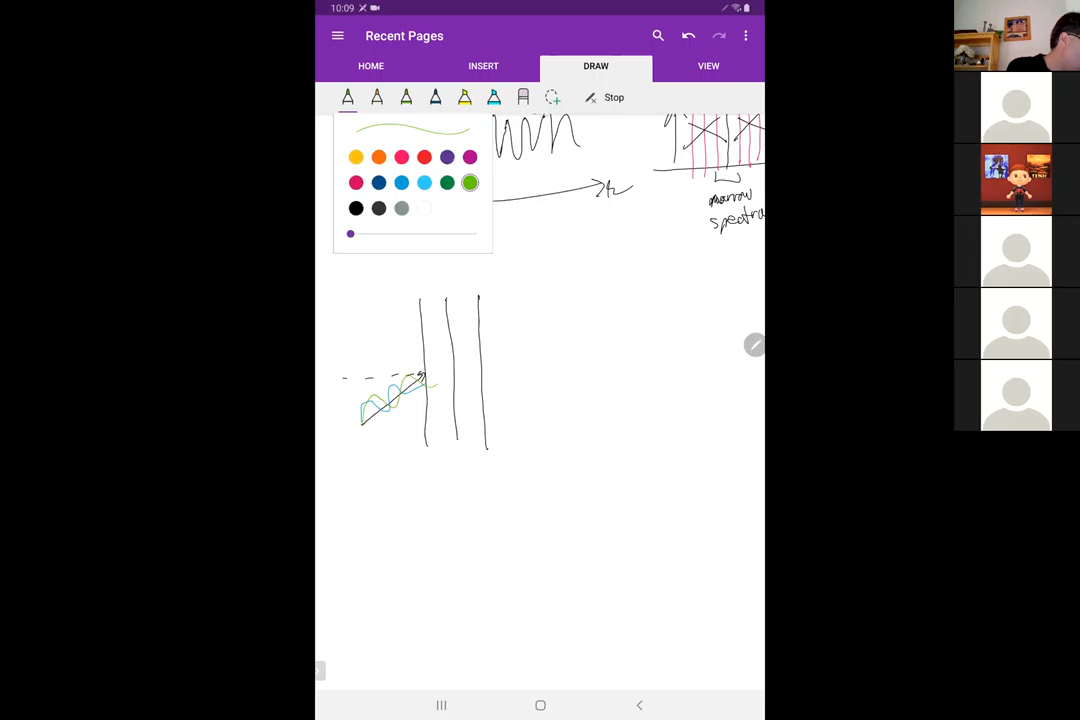 10:09
Recent Pages
HOME
INSERT
DRAW
VIEW
Stop
narrow
spectra